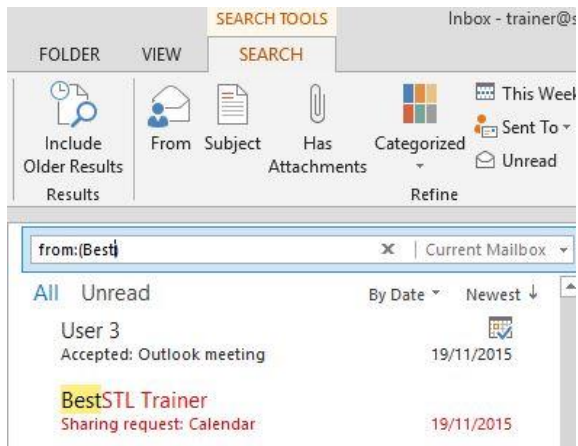 SEARCH TOOLS
Inbox - trainer@s
FOLDER VIEW SEARCH
Include Older Results
From
Subject
Has Attachments
Categorized
This Week
Sent To
Unread
Results
Refine
from:(Best)
Current Mailbox
All Unread
By Date Newest ↓
User 3
Accepted: Outlook meeting 19/11/2015
BestSTL Trainer
Sharing request: Calendar 19/11/2015